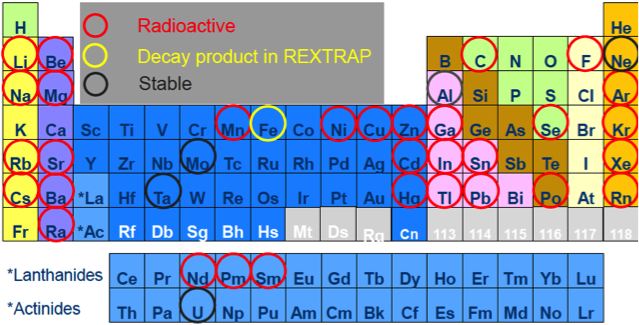 H Radioactive He
Li Be Decay product in REXTRAP B C N O F Ne
Na Mg Stable Al Si P S Cl Ar
K Ca Sc Ti V Cr Mn Fe Co Ni Cu Zn Ga Ge As Se Br Kr
Rb Sr Y Zr Nb Mo Tc Ru Rh Pd Ag Cd In Sn Sb Te I Xe
Cs Ba *La Hf Ta W Re Os Ir Pt Au Hg Tl Pb Bi Po At Rn
Fr Ra *Ac Rf Db Sg Bh Hs Mt Ds Rg Cn 113 114 115 116 117 118
*Lanthanides Ce Pr Nd Pm Sm Eu Gd Tb Dy Ho Er Tm Yb Lu
*Actinides Th Pa U Np Pu Am Cm Bk Cf Es Fm Md No Lr